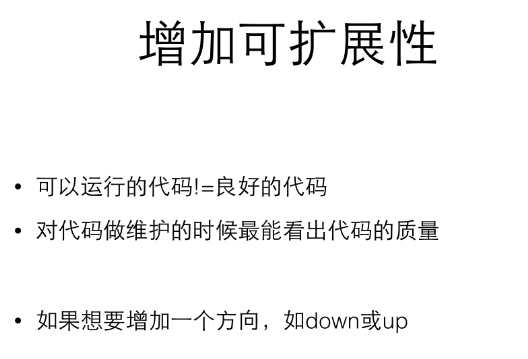 增加可扩展性
• 可以运行的代码!=良好的代码
• 对代码做维护的时候最能看出代码的质量
• 如果想要增加一个方向，如down或up